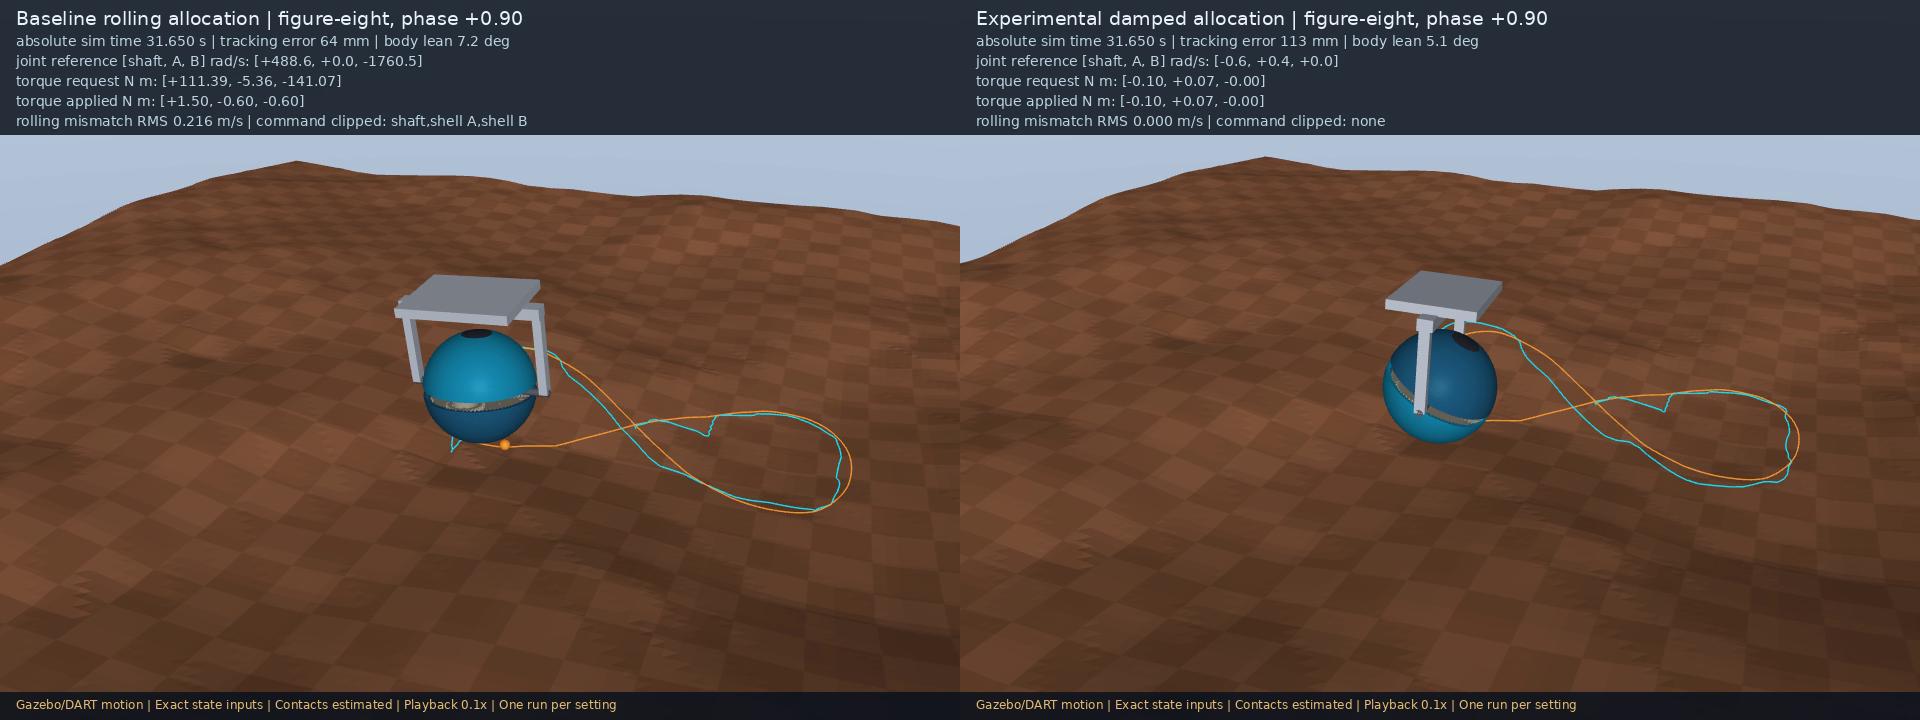 Baseline rolling allocation | figure-eight, phase +0.90
absolute sim time 31.650 s | tracking error 64 mm | body lean 7.2 deg
joint reference [shaft, A, B] rad/s: [+488.6, +0.0, -1760.5]
torque request N m: [+111.39, -5.36, -141.07]
torque applied N m: [+1.50, -0.60, -0.60]
rolling mismatch RMS 0.216 m/s | command clipped: shaft,shell A,shell B
Experimental damped allocation | figure-eight, phase +0.90
absolute sim time 31.650 s | tracking error 113 mm | body lean 5.1 deg
joint reference [shaft, A, B] rad/s: [-0.6, +0.4, +0.0]
torque request N m: [-0.10, +0.07, -0.00]
torque applied N m: [-0.10, +0.07, -0.00]
rolling mismatch RMS 0.000 m/s | command clipped: none
Gazebo/DART motion | Exact state inputs | Contacts estimated | Playback 0.1x | One run per setting
Gazebo/DART motion | Exact state inputs | Contacts estimated | Playback 0.1x | One run per setting